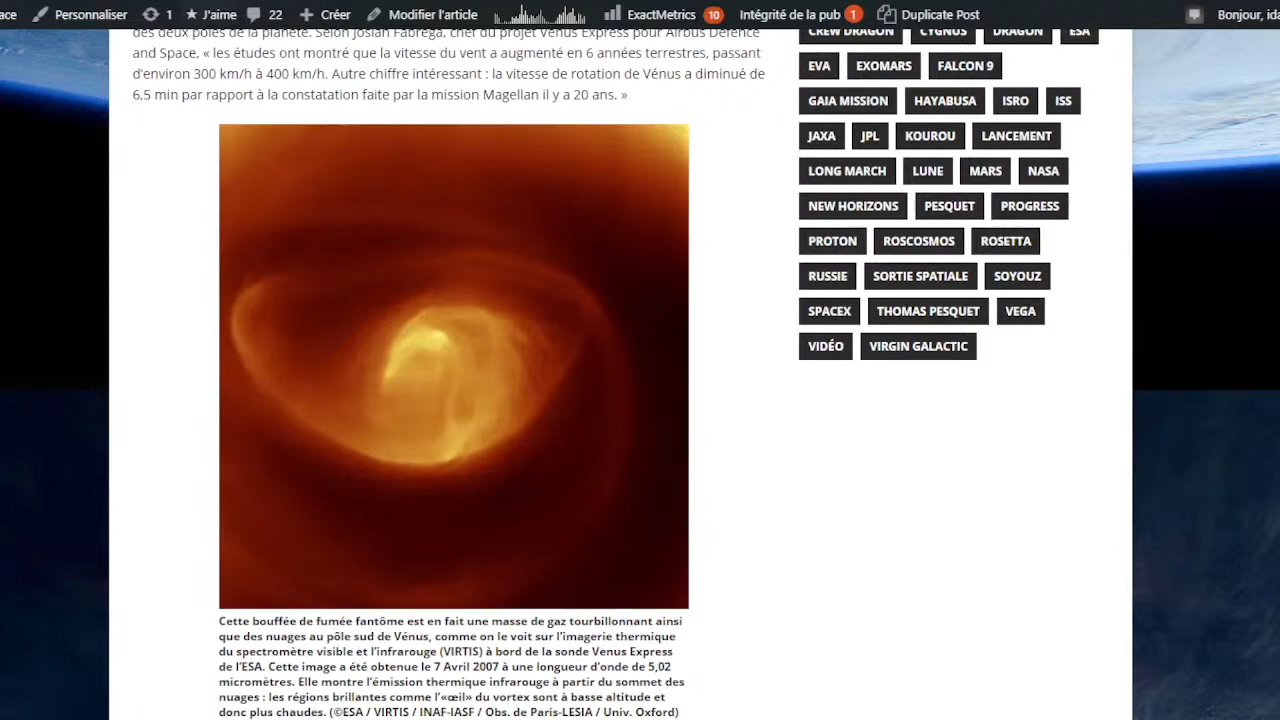 ace Personnaliser 1 J'aime 22 Créer Modifier l'article ExactMetrics 10 Intégrité de la pub 1 Duplicate Post Bonjour, ida
des deux pôles de la planète. Selon Josian Fabrega, chef du projet Venus Express pour Airbus Defence
and Space, « les études ont montré que la vitesse du vent a augmenté en 6 années terrestres, passant
d'environ 300 km/h à 400 km/h. Autre chiffre intéressant : la vitesse de rotation de Vénus a diminué de
6,5 min par rapport à la constatation faite par la mission Magellan il y a 20 ans. »
Cette bouffée de fumée fantôme est en fait une masse de gaz tourbillonnant ainsi
que des nuages au pôle sud de Vénus, comme on le voit sur l'imagerie thermique
du spectromètre visible et l'infrarouge (VIRTIS) à bord de la sonde Venus Express
de l'ESA. Cette image a été obtenue le 7 Avril 2007 à une longueur d'onde de 5,02
micromètres. Elle montre l'émission thermique infrarouge à partir du sommet des
nuages : les régions brillantes comme l'«œil» du vortex sont à basse altitude et
donc plus chaudes. (©ESA / VIRTIS / INAF-IASF / Obs. de Paris-LESIA / Univ. Oxford)
CREW DRAGON CYGNUS DRAGON ESA
EVA EXOMARS FALCON 9
GAIA MISSION HAYABUSA ISRO ISS
JAXA JPL KOUROU LANCEMENT
LONG MARCH LUNE MARS NASA
NEW HORIZONS PESQUET PROGRESS
PROTON ROSCOSMOS ROSETTA
RUSSIE SORTIE SPATIALE SOYOUZ
SPACEX THOMAS PESQUET VEGA
VIDÉO VIRGIN GALACTIC